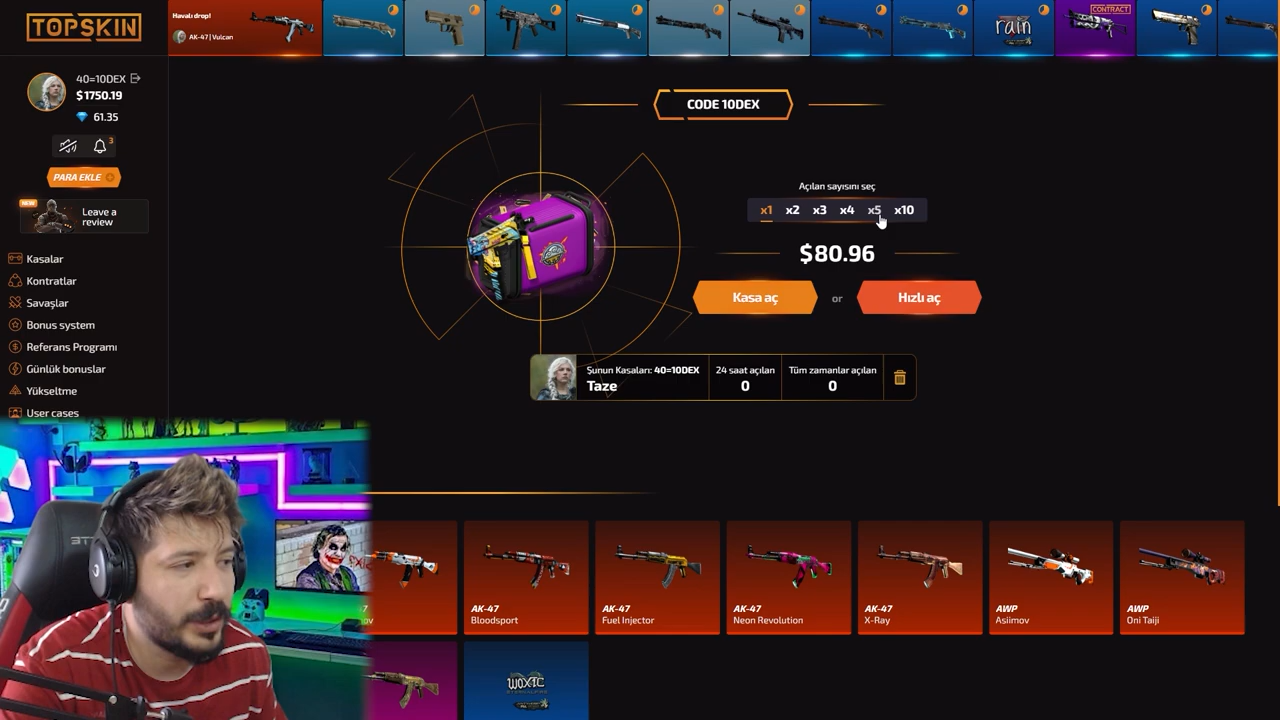 TOPSKIN
Havalı drop!
AK-47 | Vulcan
rain
CONTRACT
40=10DEX
$1750.19
61.35
3
PARA EKLE
NEW
Leave a
review
Kasalar
Kontratlar
Savaşlar
Bonus system
Referans Programı
Günlük bonuslar
Yükseltme
User cases
CODE 10DEX
Açılan sayısını seç
x1 x2 x3 x4 x5 x10
$80.96
Kasa aç or Hızlı aç
Şunun Kasaları: 40=10DEX
Taze
24 saat açılan
0
Tüm zamanlar açılan
0
AK-47
Bloodsport
AK-47
Fuel Injector
AK-47
Neon Revolution
AK-47
X-Ray
AWP
Asiimov
AWP
Oni Taiji
WOXIC